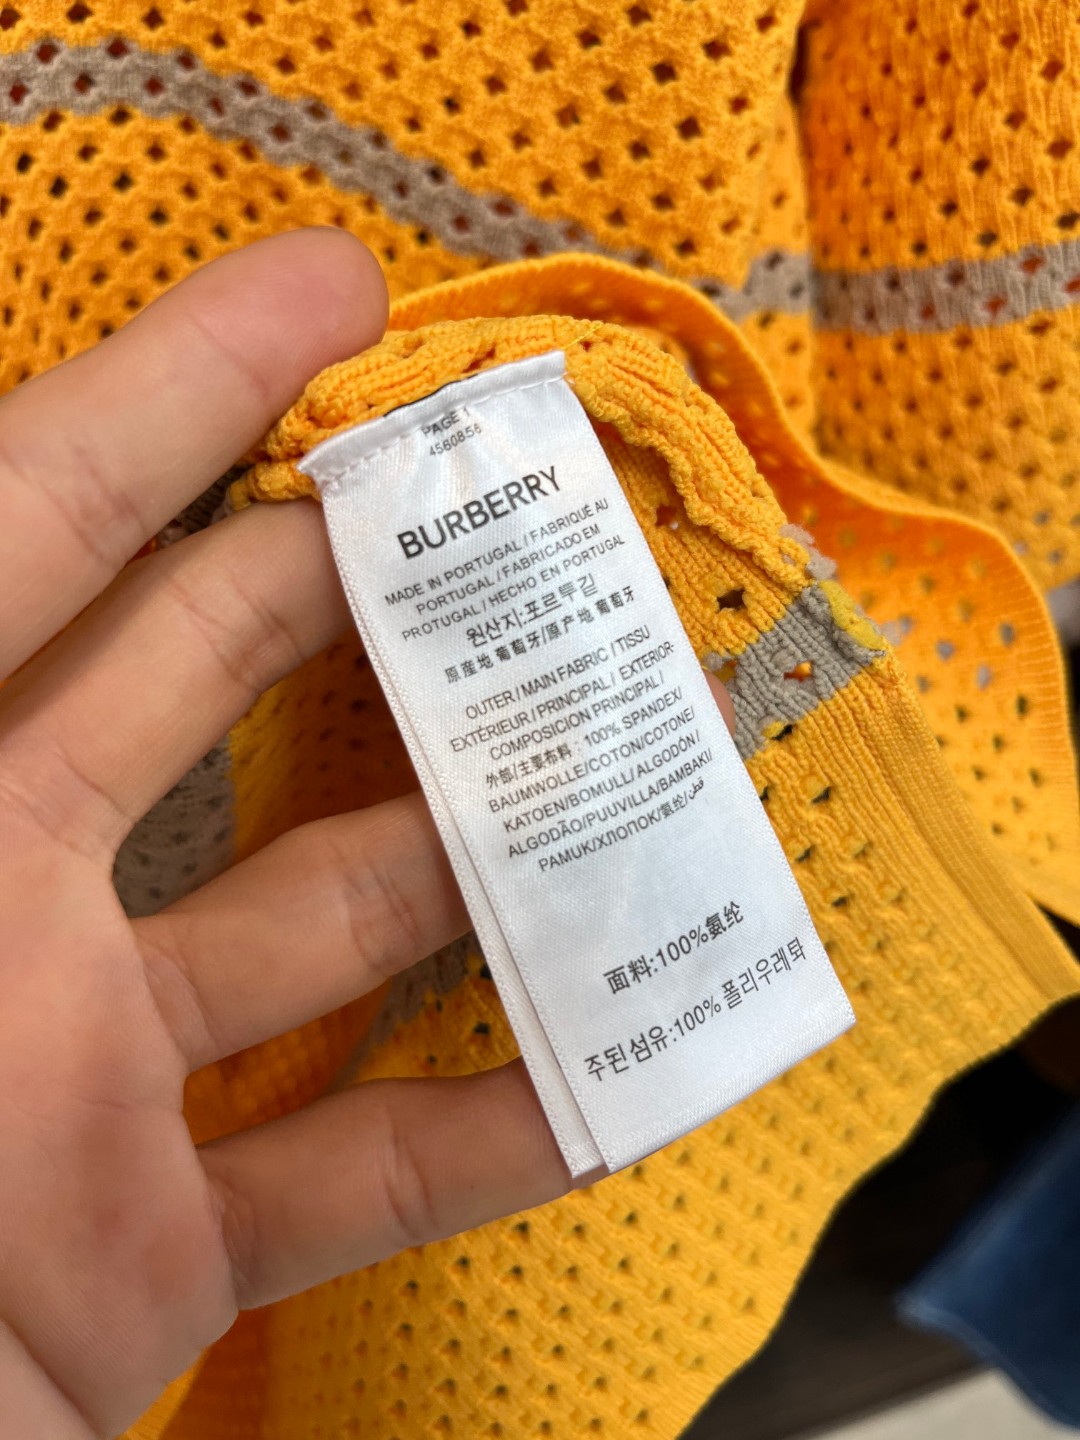 PAGE 1
4560856
BURBERRY
MADE IN PORTUGAL / FABRIQUÉ AU
PORTUGAL / FABRICADO EM
PROTUGAL / HECHO EN PORTUGAL
원산지:포르투갈
原産地 葡萄牙/原产地 葡萄牙
OUTER / MAIN FABRIC / TISSU
EXTÉRIEUR / PRINCIPAL / EXTERIOR-
COMPOSICION PRINCIPAL /
外部/主要布料 : 100% SPANDEX/
BAUMWOLLE/COTON/COTONE/
KATOEN/BOMULL/ALGODÓN/
ALGODÃO/PUUVILLA/BAMBAKI/
PAMUK/ХЛОПОК/氨纶/قطن
面料:100%氨纶
주된 섬유:100% 폴리우레탄